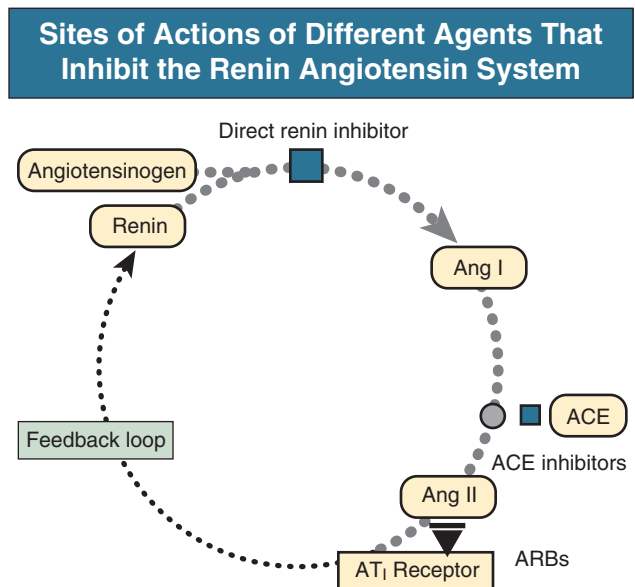 Sites of Actions of Different Agents That
Inhibit the Renin Angiotensin System
Direct renin inhibitor
Angiotensinogen
Renin
Ang I
ACE
ACE inhibitors
Feedback loop
Ang II
ARBs
AT₁ Receptor